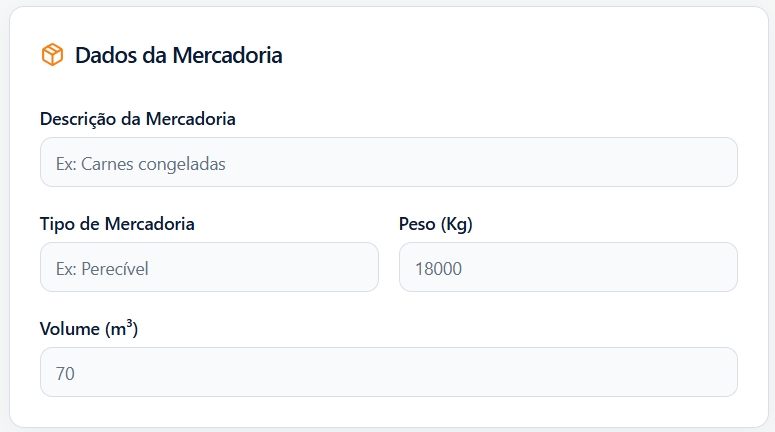 Dados da Mercadoria
Descrição da Mercadoria
Ex: Carnes congeladas
Tipo de Mercadoria
Peso (Kg)
Ex: Perecível
18000
Volume (m³)
70